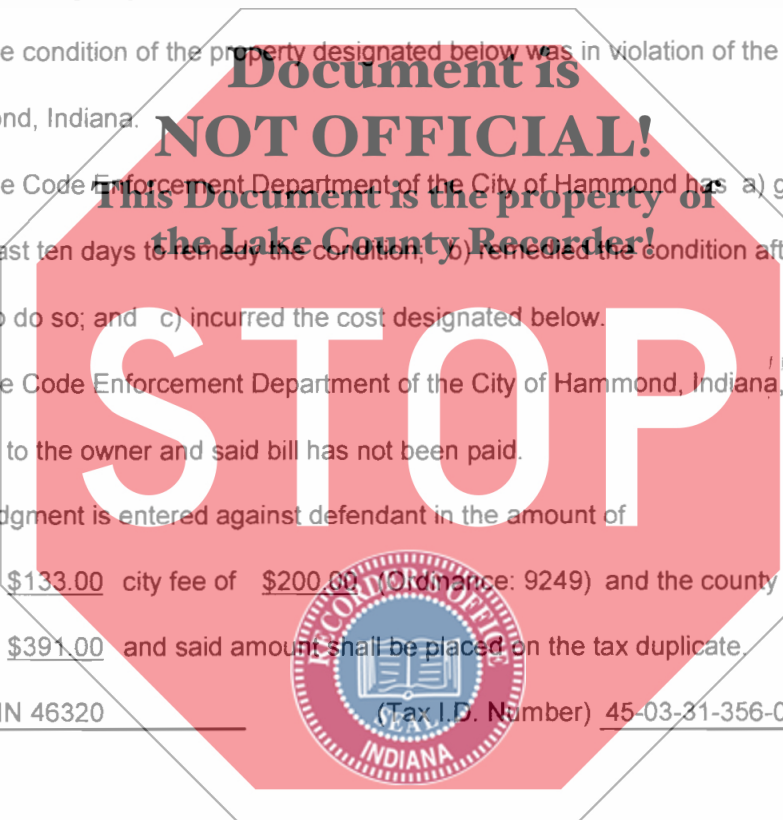 e condition of the property designated below was in violation of the
Document is
ond, Indiana.
NOT OFFICIAL!
e Code Enforcement Department of the City of Hammond has a) g
This Document is the property of
ast ten days to remedy the condition; b) remedied the condition aft
the Lake County Recorder!
o do so; and c) incurred the cost designated below.
STOP
e Code Enforcement Department of the City of Hammond, Indiana,
to the owner and said bill has not been paid.
dgment is entered against defendant in the amount of
$133.00 city fee of $200.00 (Ordinance: 9249) and the county
RECORDER'S OFFICE
$391.00 and said amount shall be placed on the tax duplicate.
IN 46320 (Tax I.D. Number) 45-03-31-356-0
SEAL
INDIANA